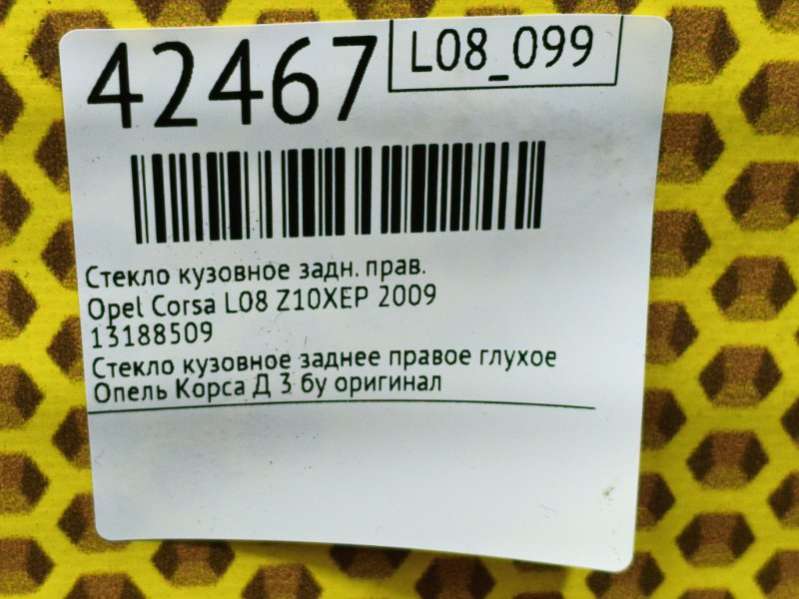 42467
L08_099
Стекло кузовное задн. прав.
Opel Corsa L08 Z10XEP 2009
13188509
Стекло кузовное заднее правое глухое
Опель Корса Д 3 бу оригинал